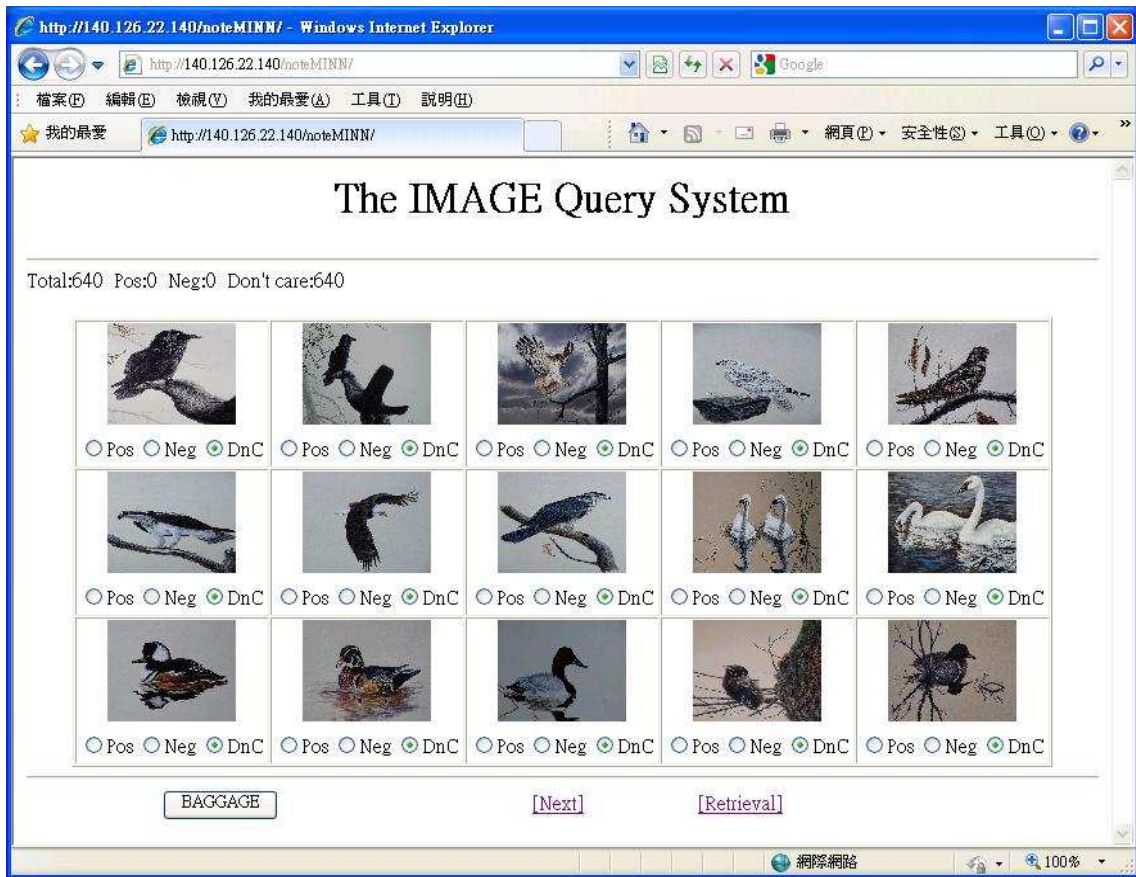 http://140.126.22.140/noteMINN/ - Windows Internet Explorer
http://140.126.22.140/noteMINN/ Google
檔案(F) 編輯(E) 檢視(V) 我的最愛(A) 工具(T) 說明(H)
我的最愛 http://140.126.22.140/noteMINN/ 網頁(P) 安全性(S) 工具(O) »
The IMAGE Query System
Total:640 Pos:0 Neg:0 Don't care:640
Pos Neg DnC Pos Neg DnC Pos Neg DnC Pos Neg DnC Pos Neg DnC
Pos Neg DnC Pos Neg DnC Pos Neg DnC Pos Neg DnC Pos Neg DnC
Pos Neg DnC Pos Neg DnC Pos Neg DnC Pos Neg DnC Pos Neg DnC
BAGGAGE [Next] [Retrieval]
網際網路 100%